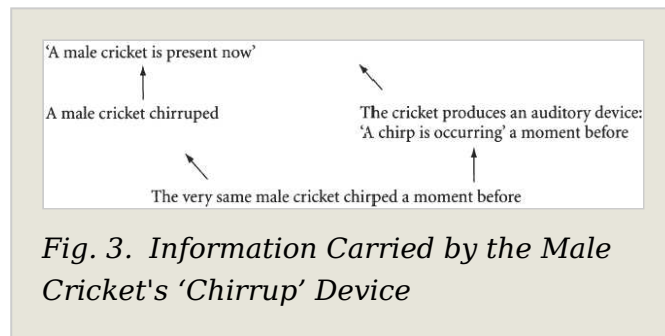 ‘A male cricket is present now’
A male cricket chirruped
The cricket produces an auditory device:
‘A chirp is occurring’ a moment before
The very same male cricket chirped a moment before
Fig. 3. Information Carried by the Male
Cricket's ‘Chirrup’ Device